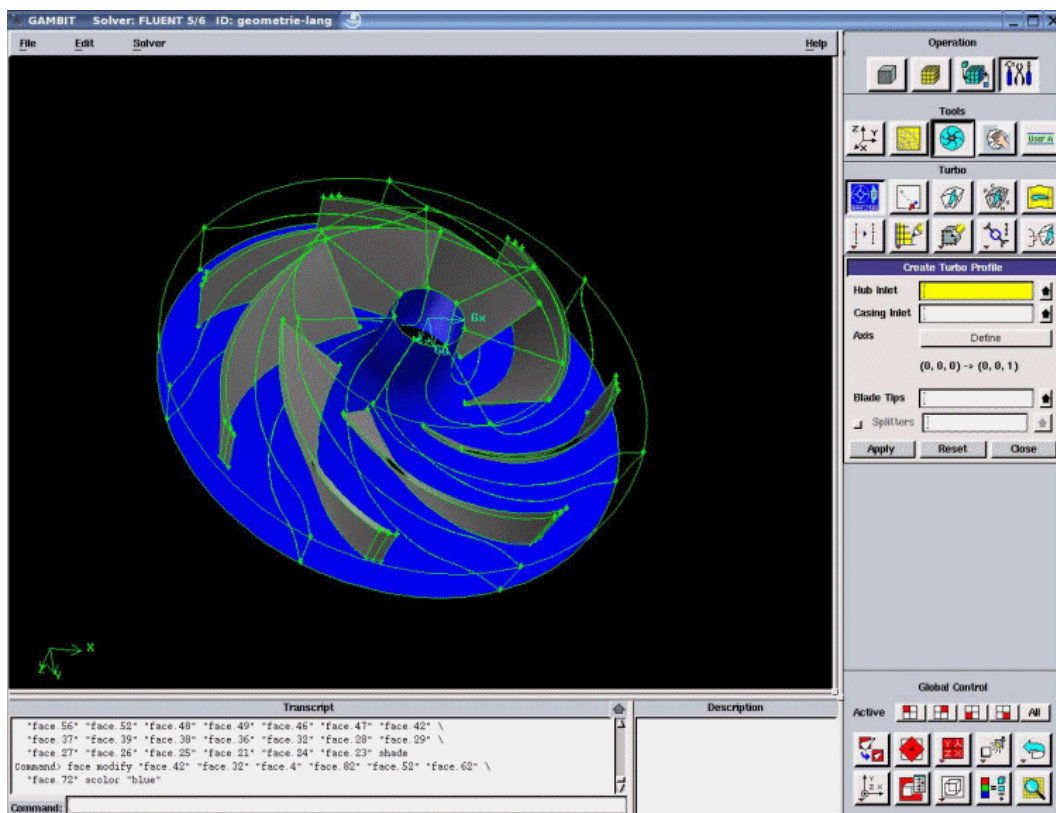 GAMBIT Solver: FLUENT 5/6 ID: geometrie-lang
File Edit Solver Help
Operation
Tools
User A
Turbo
Create Turbo Profile
Hub Inlet
Casing Inlet
Axis Define
(0, 0, 0) -> (0, 0, 1)
Blade Tips
Splitters
Apply Reset Close
Gx
Z X
Y
Global Control
Active All
Transcript
"face.56" "face.52" "face.48" "face.49" "face.46" "face.47" "face.42" \
"face.37" "face.39" "face.38" "face.36" "face.32" "face.28" "face.29" \
"face.27" "face.26" "face.25" "face.21" "face.24" "face.23" shade
Command> face modify "face.42" "face.32" "face.4" "face.82" "face.52" "face.62" \
"face.72" scolor "blue"
Command:
Description